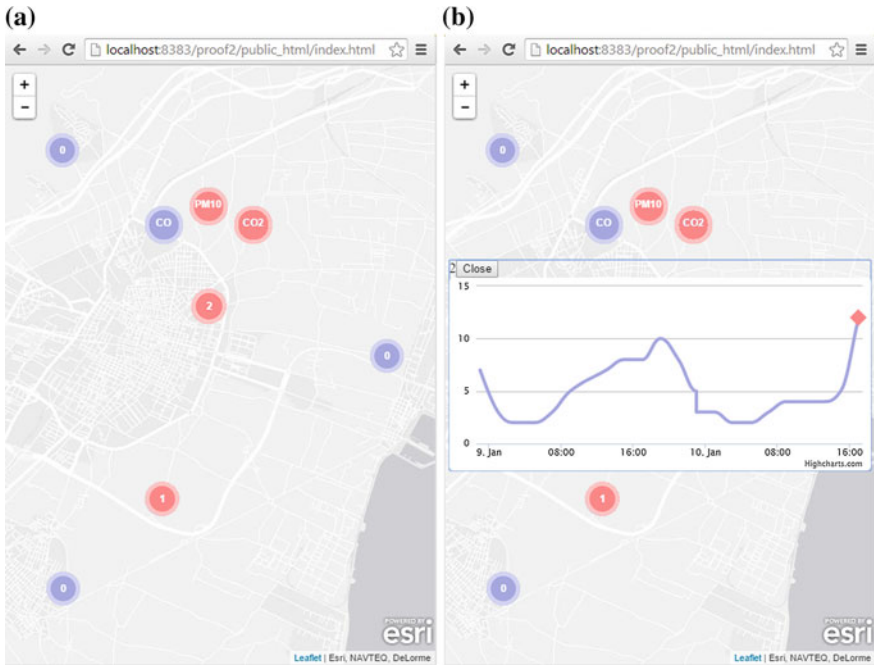 (a)
localhost:8383/proof2/public_html/index.html
+
−
0
CO
PM10
CO2
2
0
1
0
POWERED BY
esri
Leaflet | Esri, NAVTEQ, DeLorme
(b)
localhost:8383/proof2/public_html/index.html
+
−
0
CO
PM10
CO2
2 Close
15
10
5
0
9. Jan 08:00 16:00 10. Jan 08:00 16:00
Highcharts.com
1
0
POWERED BY
esri
Leaflet | Esri, NAVTEQ, DeLorme